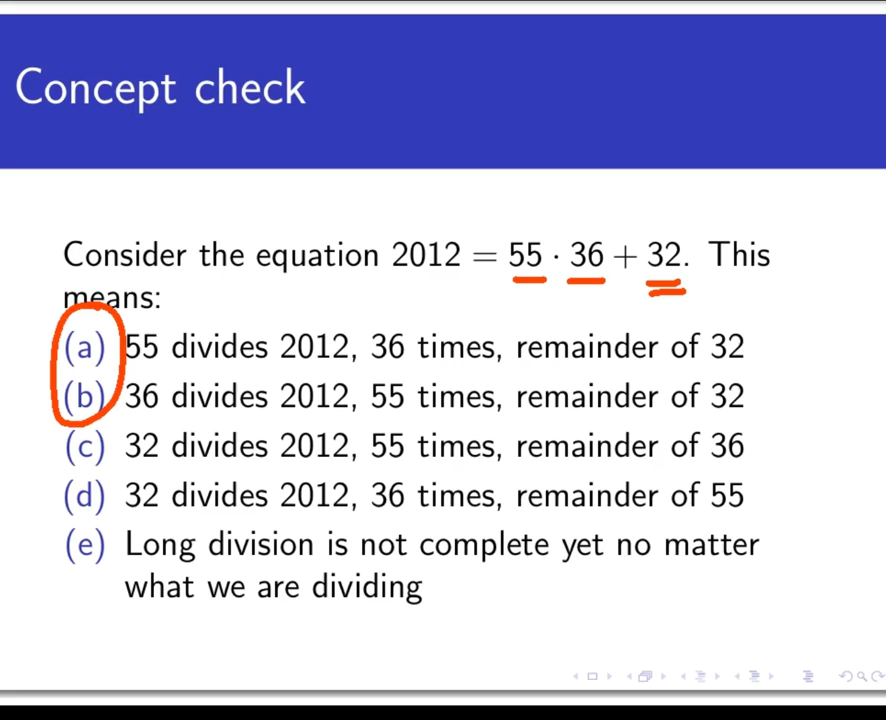 Concept check
Consider the equation 2012 = 55 · 36 + 32. This
means:
(a) 55 divides 2012, 36 times, remainder of 32
(b) 36 divides 2012, 55 times, remainder of 32
(c) 32 divides 2012, 55 times, remainder of 36
(d) 32 divides 2012, 36 times, remainder of 55
(e) Long division is not complete yet no matter
what we are dividing